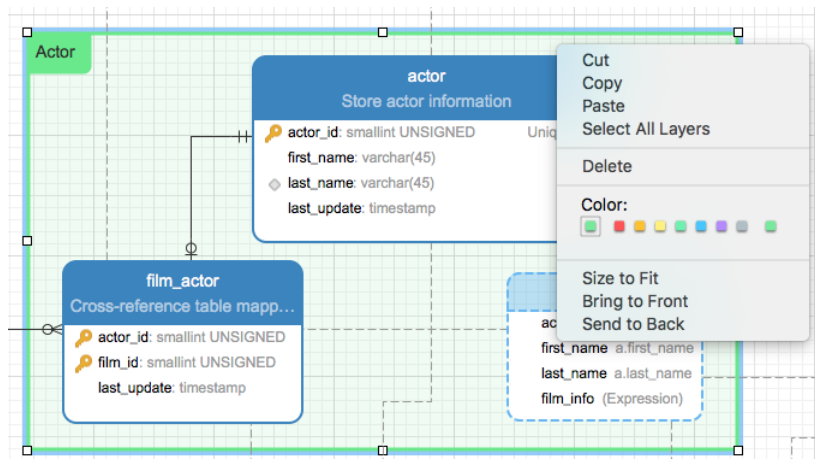 Actor
actor
Store actor information
actor_id: smallint UNSIGNED
Uniq
first_name: varchar(45)
last_name: varchar(45)
last_update: timestamp
film_actor
Cross-reference table mapp...
actor_id: smallint UNSIGNED
film_id: smallint UNSIGNED
last_update: timestamp
ac
first_name a.first_name
last_name a.last_name
film_info (Expression)
Cut
Copy
Paste
Select All Layers
Delete
Color:
Size to Fit
Bring to Front
Send to Back